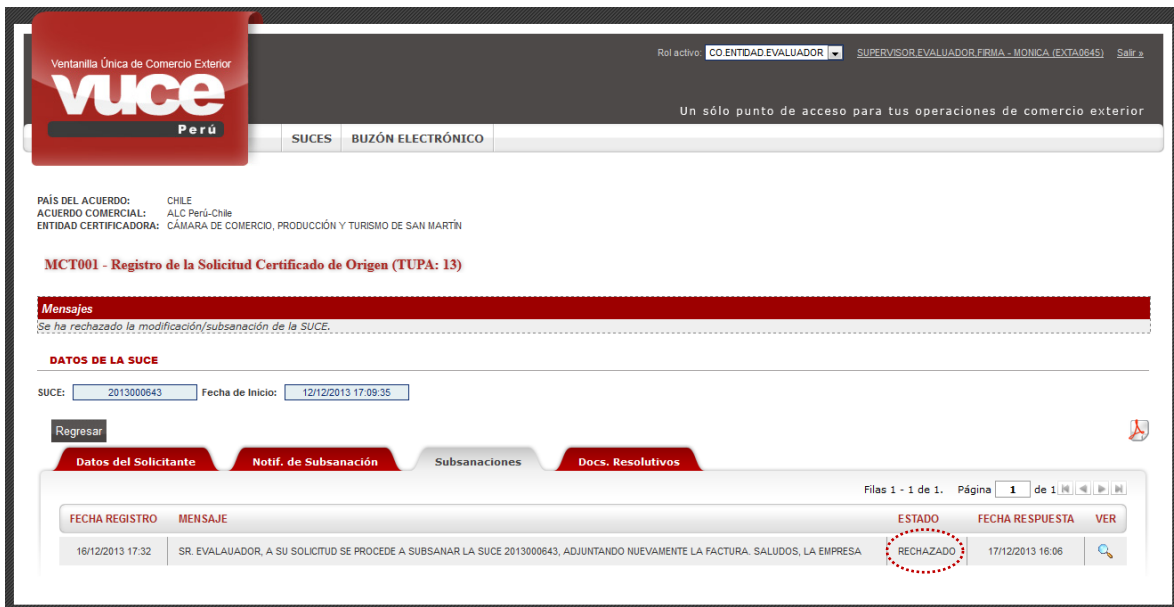 Ventanilla Única de Comercio Exterior
vuce
Perú
Rol activo: CO.ENTIDAD.EVALUADOR SUPERVISOR,EVALUADOR,FIRMA - MONICA (EXTA0645) Salir »
Un sólo punto de acceso para tus operaciones de comercio exterior
SUCES BUZÓN ELECTRÓNICO
PAÍS DEL ACUERDO: CHILE
ACUERDO COMERCIAL: ALC Perú-Chile
ENTIDAD CERTIFICADORA: CÁMARA DE COMERCIO, PRODUCCIÓN Y TURISMO DE SAN MARTÍN
MCT001 - Registro de la Solicitud Certificado de Origen (TUPA: 13)
Mensajes
Se ha rechazado la modificación/subsanación de la SUCE.
DATOS DE LA SUCE
SUCE: 2013000643 Fecha de Inicio: 12/12/2013 17:09:35
Regresar
Datos del Solicitante Notif. de Subsanación Subsanaciones Docs. Resolutivos
Filas 1 - 1 de 1. Página 1 de 1
FECHA REGISTRO MENSAJE ESTADO FECHA RESPUESTA VER
16/12/2013 17:32 SR. EVALAUADOR, A SU SOLICITUD SE PROCEDE A SUBSANAR LA SUCE 2013000643, ADJUNTANDO NUEVAMENTE LA FACTURA. SALUDOS, LA EMPRESA RECHAZADO 17/12/2013 16:06